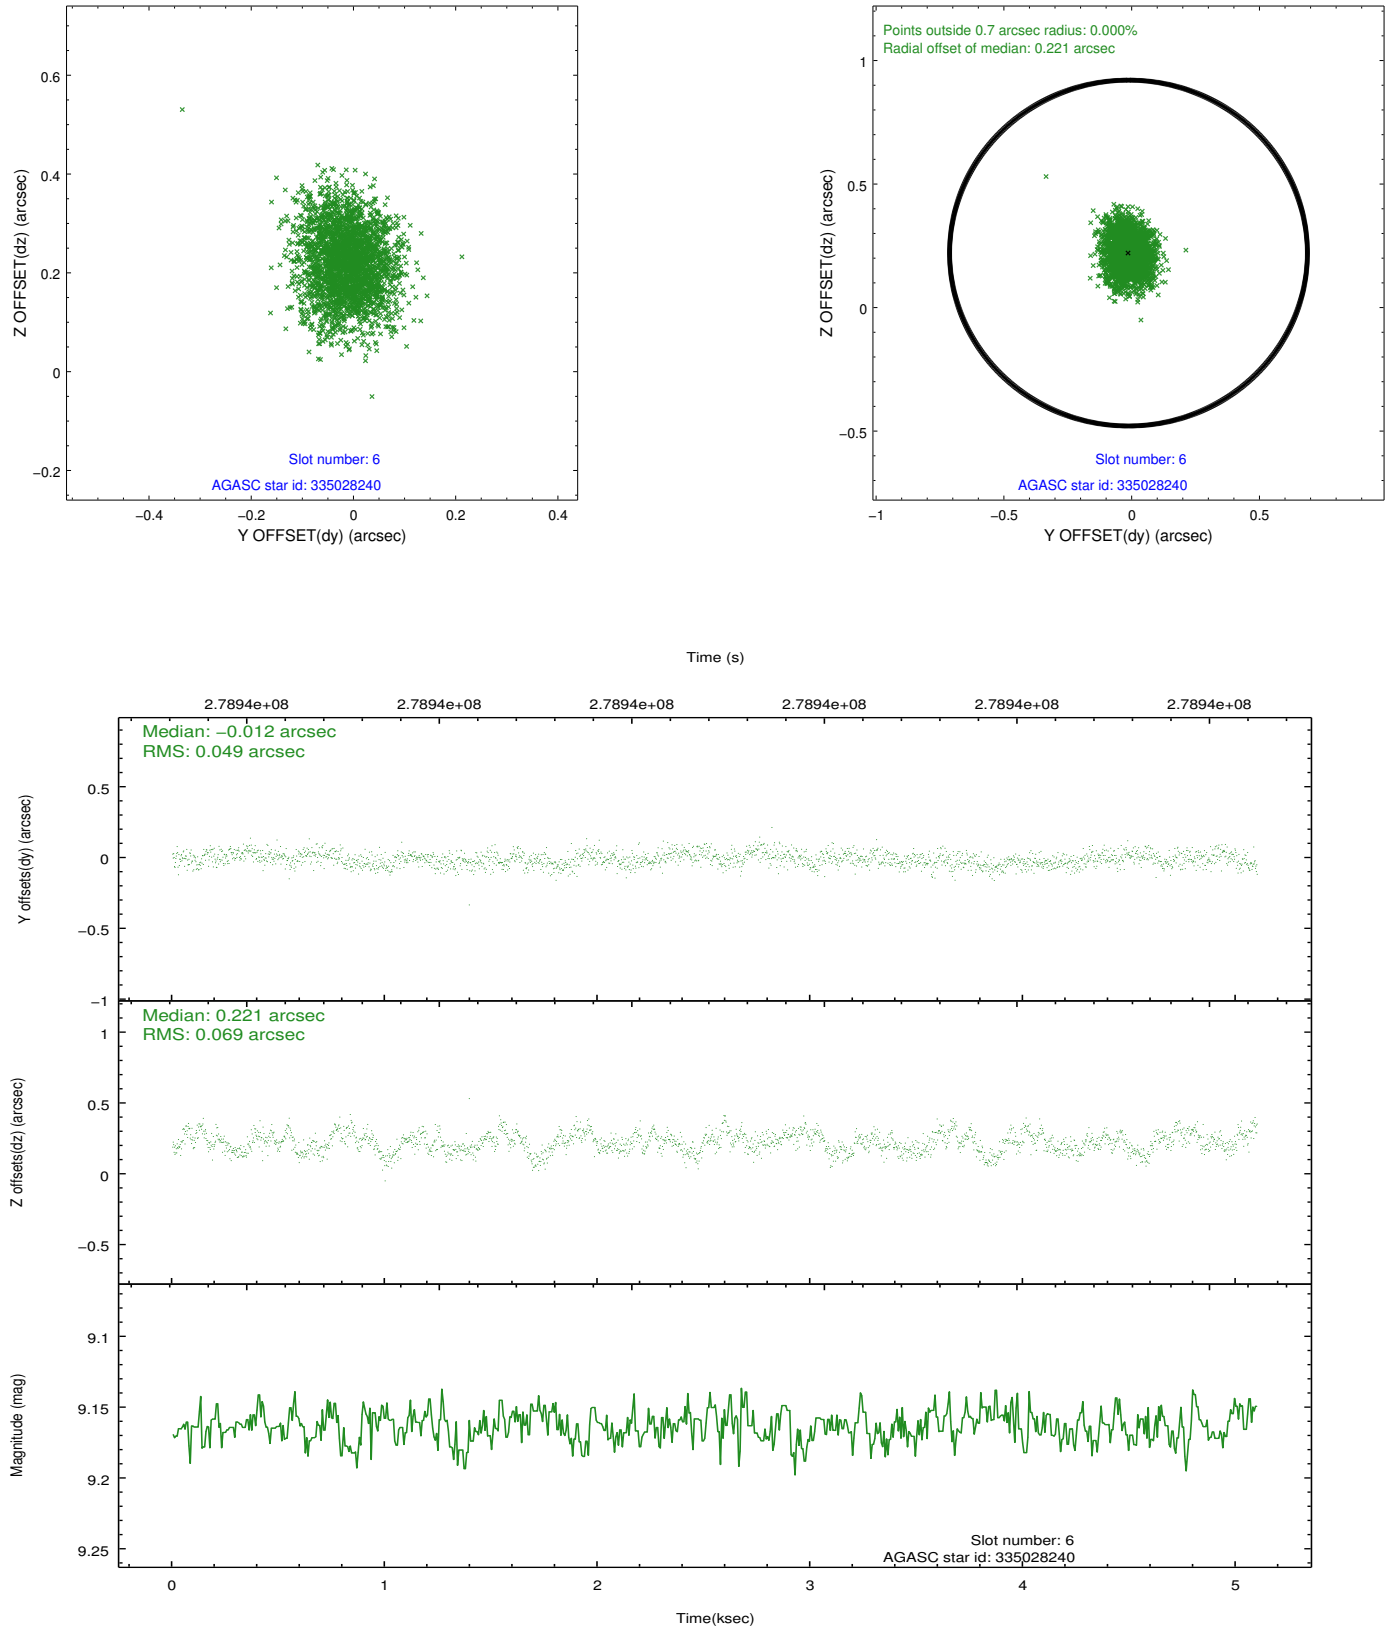 0.6
0.4
0.2
0
−0.2
Z OFFSET(dz) (arcsec)
Slot number: 6
AGASC star id: 335028240
−0.4
−0.2
0
0.2
0.4
Y OFFSET(dy) (arcsec)
Points outside 0.7 arcsec radius: 0.000%
Radial offset of median: 0.221 arcsec
1
0.5
0
−0.5
Z OFFSET(dz) (arcsec)
Slot number: 6
AGASC star id: 335028240
−1
−0.5
0
0.5
Y OFFSET(dy) (arcsec)
Time (s)
2.7894e+08 2.7894e+08 2.7894e+08 2.7894e+08 2.7894e+08 2.7894e+08
Median: −0.012 arcsec
RMS: 0.049 arcsec
0.5
0
−0.5
−1
Y offsets(dy) (arcsec)
Median: 0.221 arcsec
RMS: 0.069 arcsec
1
0.5
0
−0.5
Z offsets(dz) (arcsec)
9.1
9.15
9.2
9.25
Magnitude (mag)
Slot number: 6
AGASC star id: 335028240
0 1 2 3 4 5
Time(ksec)